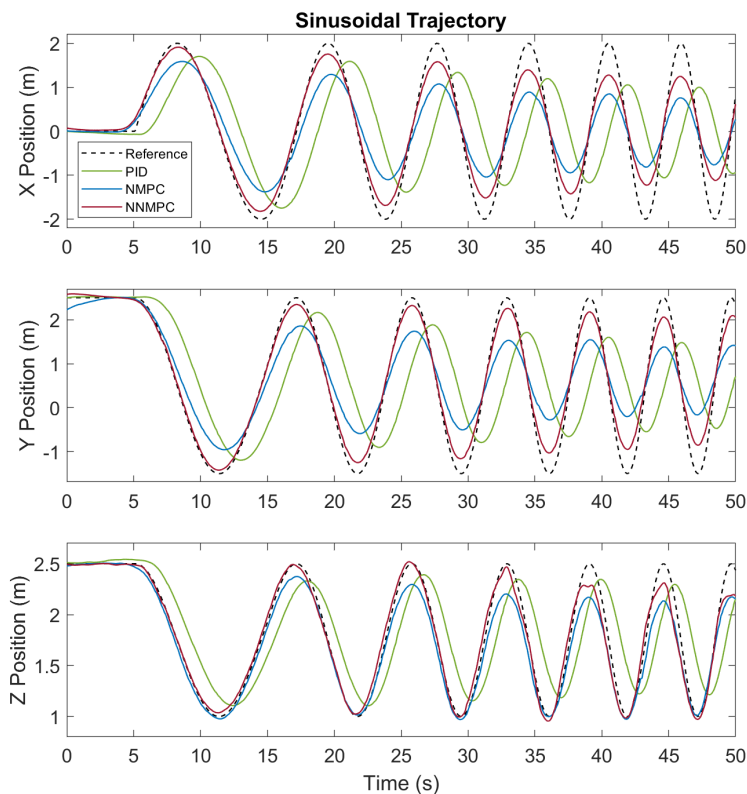 Sinusoidal Trajectory
X Position (m)
2
1
0
-1
-2
Reference
PID
NMPC
NNMPC
0 5 10 15 20 25 30 35 40 45 50
Y Position (m)
2
1
0
-1
0 5 10 15 20 25 30 35 40 45 50
Z Position (m)
2.5
2
1.5
1
0 5 10 15 20 25 30 35 40 45 50
Time (s)